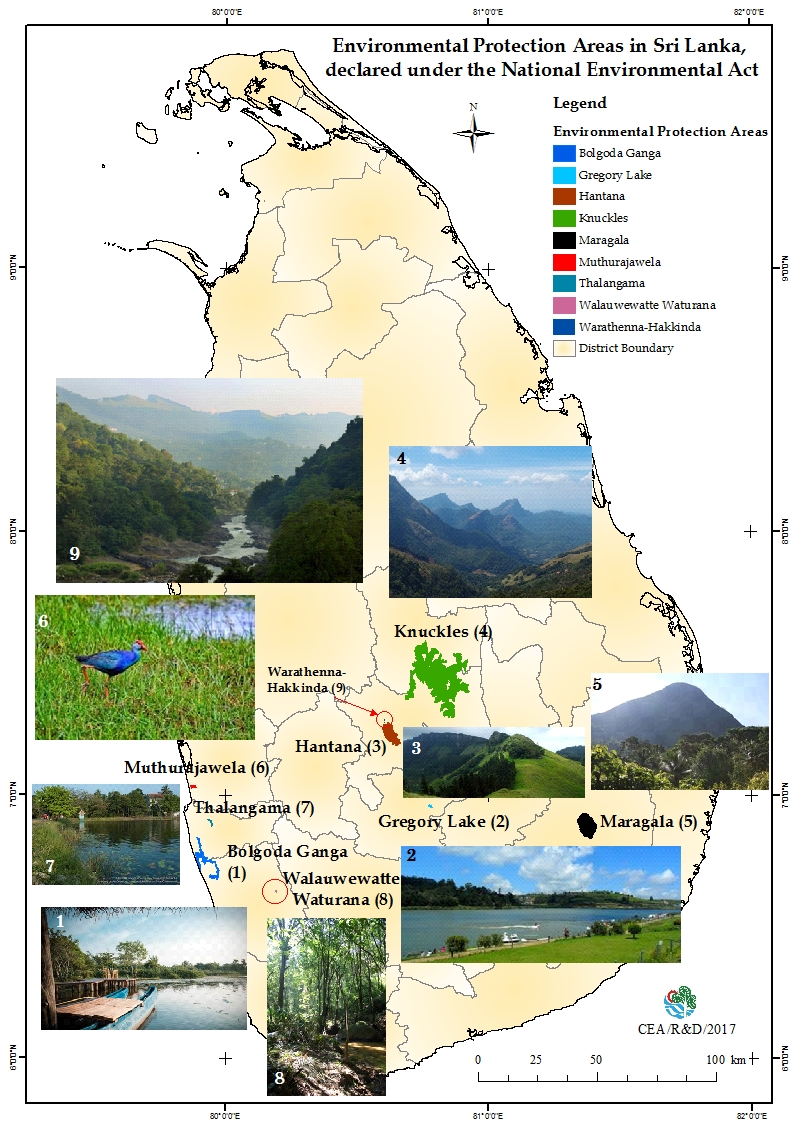 80°0'0"E
81°0'0"E
82°0'0"E
Environmental Protection Areas in Sri Lanka,
declared under the National Environmental Act
Legend
N
Environmental Protection Areas
Bolgoda Ganga
Gregory Lake
Hantana
Knuckles
Maragala
Muthurajawela
Thalangama
Walauwewatte Waturana
Warathenna-Hakkinda
District Boundary
9°0'0"N
9°0'0"N
4
9
8°0'0"N
8°0'0"N
6
Knuckles (4)
Warathenna-
Hakkinda (9)
5
Hantana (3)
3
Muthurajawela (6)
7°0'0"N
7°0'0"N
Thalangama (7)
Gregory Lake (2)
Maragala (5)
7
Bolgoda Ganga
(1)
2
Walauwewatte
Waturana (8)
1
CEA/R&D/2017
6°0'0"N
6°0'0"N
0 25 50 100 km
8
80°0'0"E
81°0'0"E
82°0'0"E